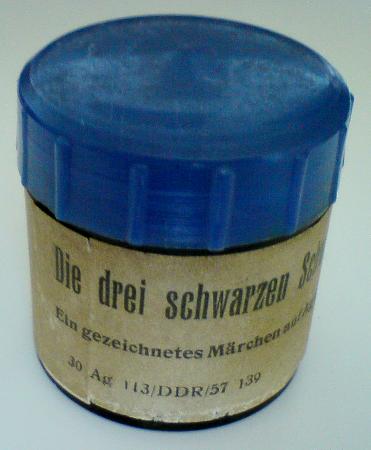 Die drei schwarzen
Ein gezeichnetes Märchen auf
30 Ag 113/DDR/57 139